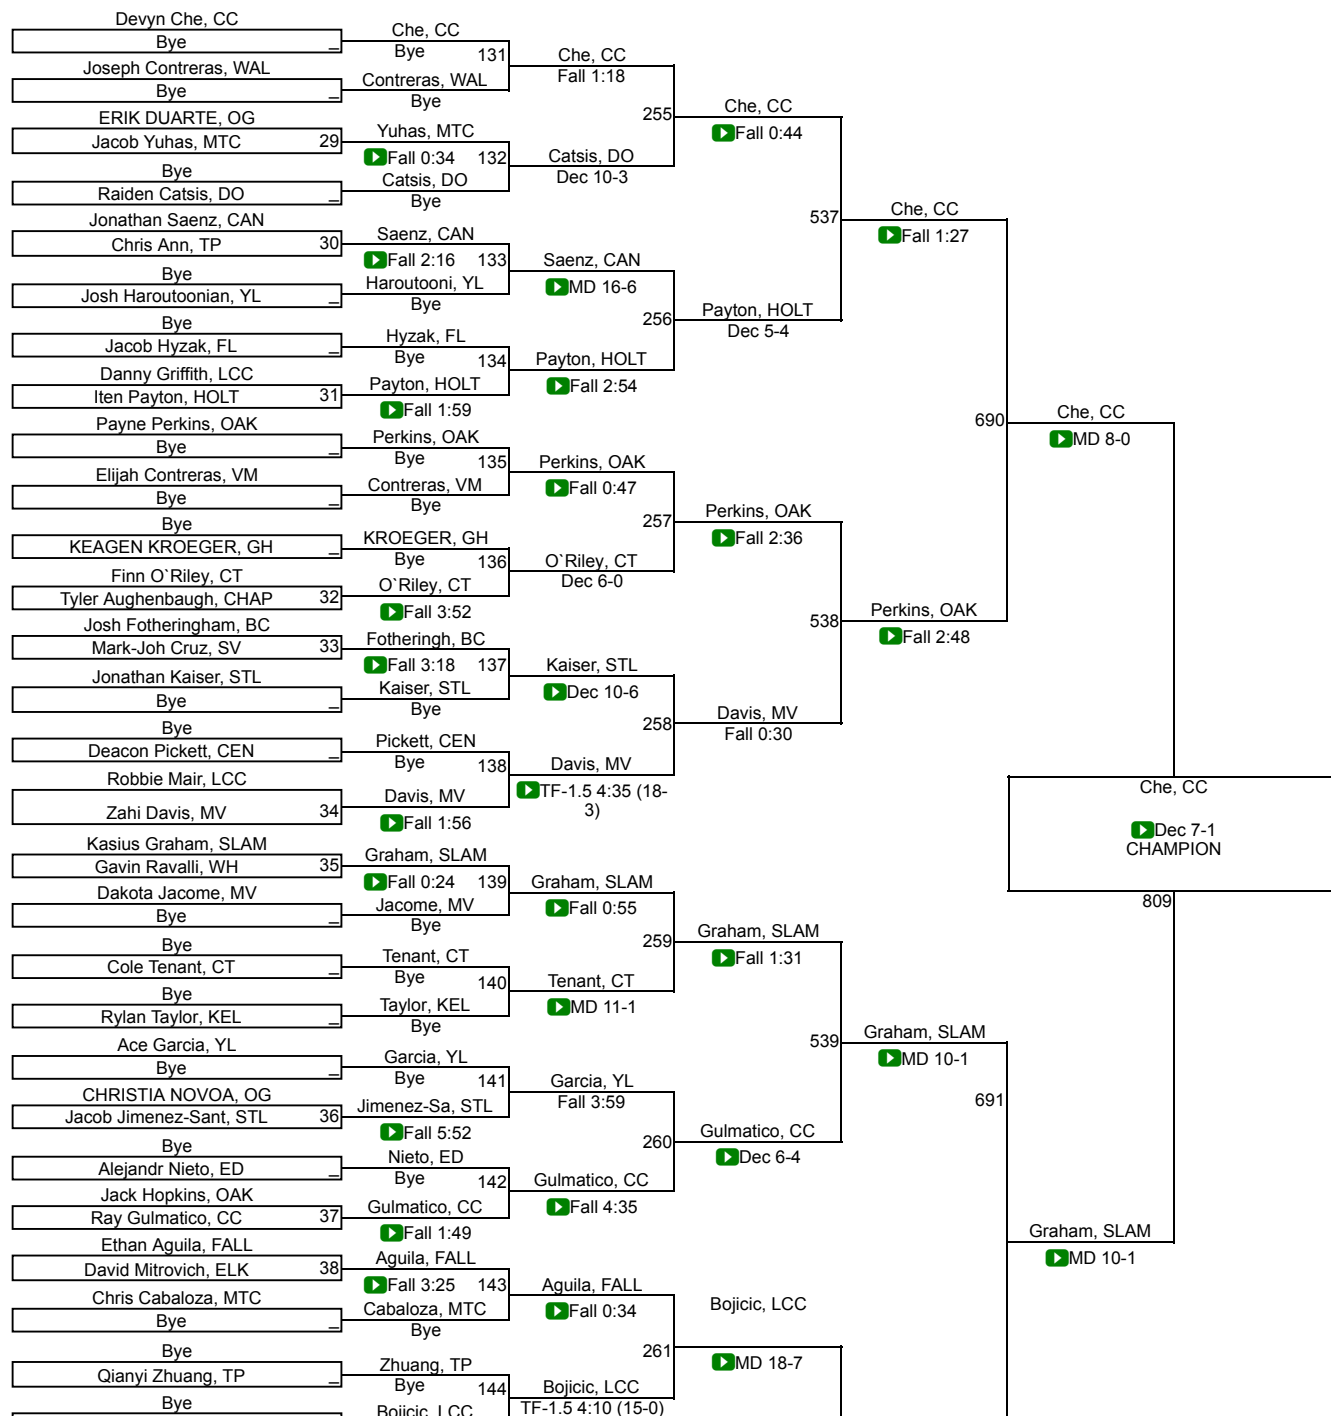 Devyn Che, CC
Bye _
Joseph Contreras, WAL
Bye _
ERIK DUARTE, OG
Jacob Yuhas, MTC 29
Bye
Raiden Catsis, DO _
Jonathan Saenz, CAN
Chris Ann, TP 30
Bye
Josh Haroutoonian, YL _
Bye
Jacob Hyzak, FL _
Danny Griffith, LCC
Iten Payton, HOLT 31
Payne Perkins, OAK
Bye _
Elijah Contreras, VM
Bye _
Bye
KEAGEN KROEGER, GH _
Finn O`Riley, CT
Tyler Aughenbaugh, CHAP 32
Josh Fotheringham, BC
Mark-Joh Cruz, SV 33
Jonathan Kaiser, STL
Bye _
Bye
Deacon Pickett, CEN _
Robbie Mair, LCC
Zahi Davis, MV 34
Kasius Graham, SLAM
Gavin Ravalli, WH 35
Dakota Jacome, MV
Bye _
Bye
Cole Tenant, CT _
Bye
Rylan Taylor, KEL _
Ace Garcia, YL
Bye _
CHRISTIA NOVOA, OG
Jacob Jimenez-Sant, STL 36
Bye
Alejandr Nieto, ED _
Jack Hopkins, OAK
Ray Gulmatico, CC 37
Ethan Aguila, FALL
David Mitrovich, ELK 38
Chris Cabaloza, MTC
Bye _
Bye
Qianyi Zhuang, TP _
Bye
Che, CC
Bye 131
Contreras, WAL
Bye
Yuhas, MTC
Fall 0:34 132
Catsis, DO
Bye
Saenz, CAN
Fall 2:16 133
Haroutooni, YL
Bye
Hyzak, FL
Bye 134
Payton, HOLT
Fall 1:59
Perkins, OAK
Bye 135
Contreras, VM
Bye
KROEGER, GH
Bye 136
O`Riley, CT
Fall 3:52
Fotheringh, BC
Fall 3:18 137
Kaiser, STL
Bye
Pickett, CEN
Bye 138
Davis, MV
Fall 1:56
Graham, SLAM
Fall 0:24 139
Jacome, MV
Bye
Tenant, CT
Bye 140
Taylor, KEL
Bye
Garcia, YL
Bye 141
Jimenez-Sa, STL
Fall 5:52
Nieto, ED
Bye 142
Gulmatico, CC
Fall 1:49
Aguila, FALL
Fall 3:25 143
Cabaloza, MTC
Bye
Zhuang, TP
Bye 144
Bojicic, LCC
Che, CC
Fall 1:18
255
Catsis, DO
Dec 10-3
Saenz, CAN
MD 16-6
256
Payton, HOLT
Fall 2:54
Perkins, OAK
Fall 0:47
257
O`Riley, CT
Dec 6-0
Kaiser, STL
Dec 10-6
258
Davis, MV
TF-1.5 4:35 (18-
3)
Graham, SLAM
Fall 0:55
259
Tenant, CT
MD 11-1
Garcia, YL
Fall 3:59
260
Gulmatico, CC
Fall 4:35
Aguila, FALL
Fall 0:34
261
Bojicic, LCC
TF-1.5 4:10 (15-0)
Che, CC
Fall 0:44
537
Payton, HOLT
Dec 5-4
Perkins, OAK
Fall 2:36
538
Davis, MV
Fall 0:30
Graham, SLAM
Fall 1:31
539
Gulmatico, CC
Dec 6-4
Bojicic, LCC
MD 18-7
Che, CC
Fall 1:27
690
Perkins, OAK
Fall 2:48
Graham, SLAM
MD 10-1
691
Che, CC
MD 8-0
Graham, SLAM
MD 10-1
Che, CC
Dec 7-1
CHAMPION
809